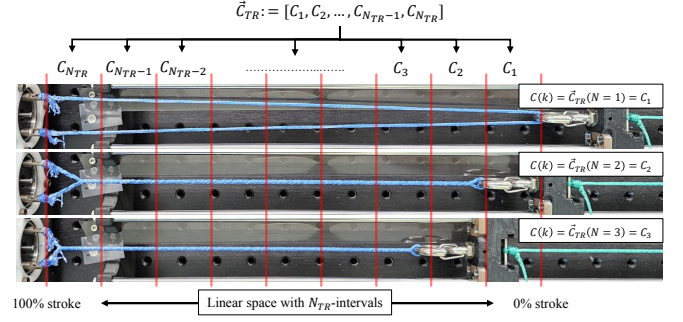 C⃗_TR := [C_1, C_2, …, C_{N_TR−1}, C_{N_TR}]
C_{N_TR} C_{N_TR−1} C_{N_TR−2} ........................... C_3 C_2 C_1
C(k) = C⃗_TR(N = 1) = C_1
C(k) = C⃗_TR(N = 2) = C_2
C(k) = C⃗_TR(N = 3) = C_3
100% stroke Linear space with N_TR-intervals 0% stroke